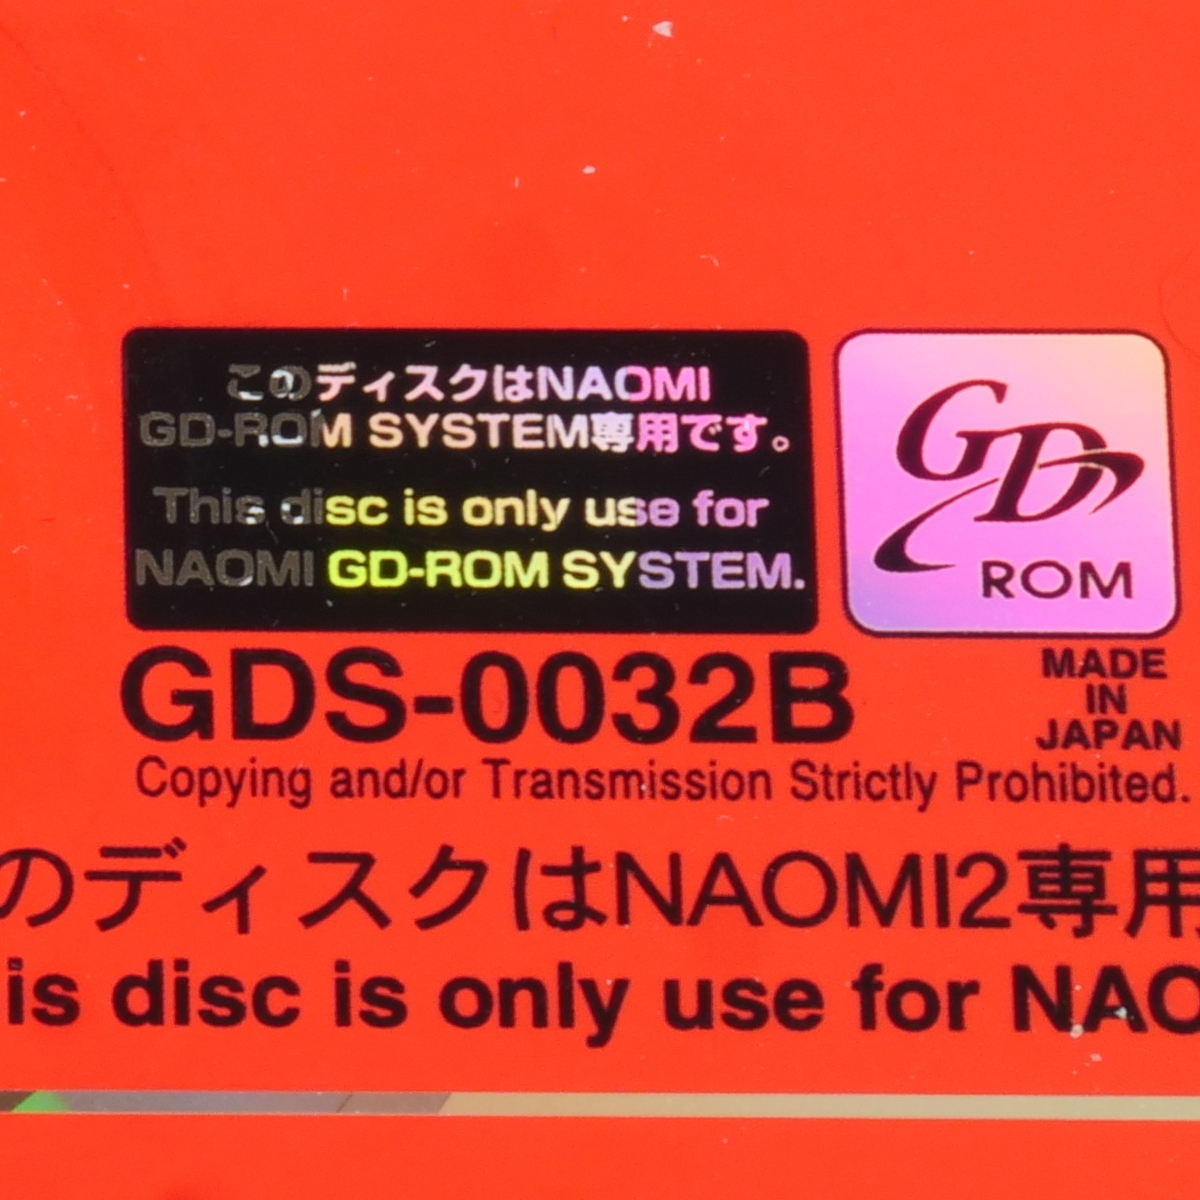 このディスクはNAOMI
GD-ROM SYSTEM専用です。
This disc is only use for
NAOMI GD-ROM SYSTEM.
GD
ROM
GDS-0032B
MADE
IN
JAPAN
Copying and/or Transmission Strictly Prohibited.
のディスクはNAOMI2専用
is disc is only use for NAO